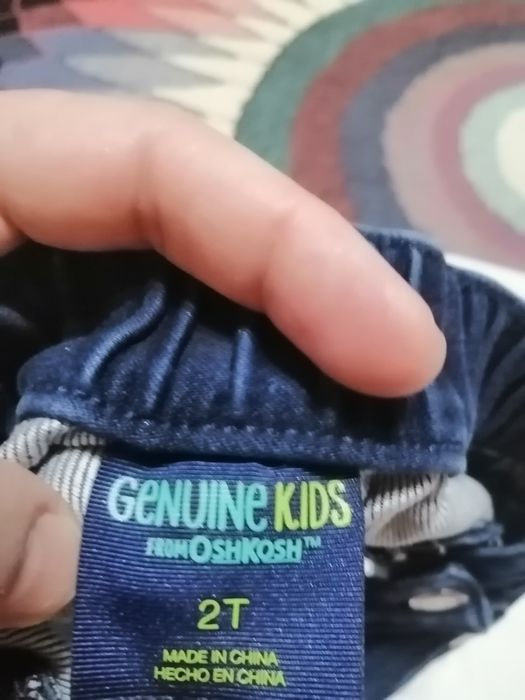 GENUINE KIDS
FROM OSHKOSH™
2T
MADE IN CHINA
HECHO EN CHINA